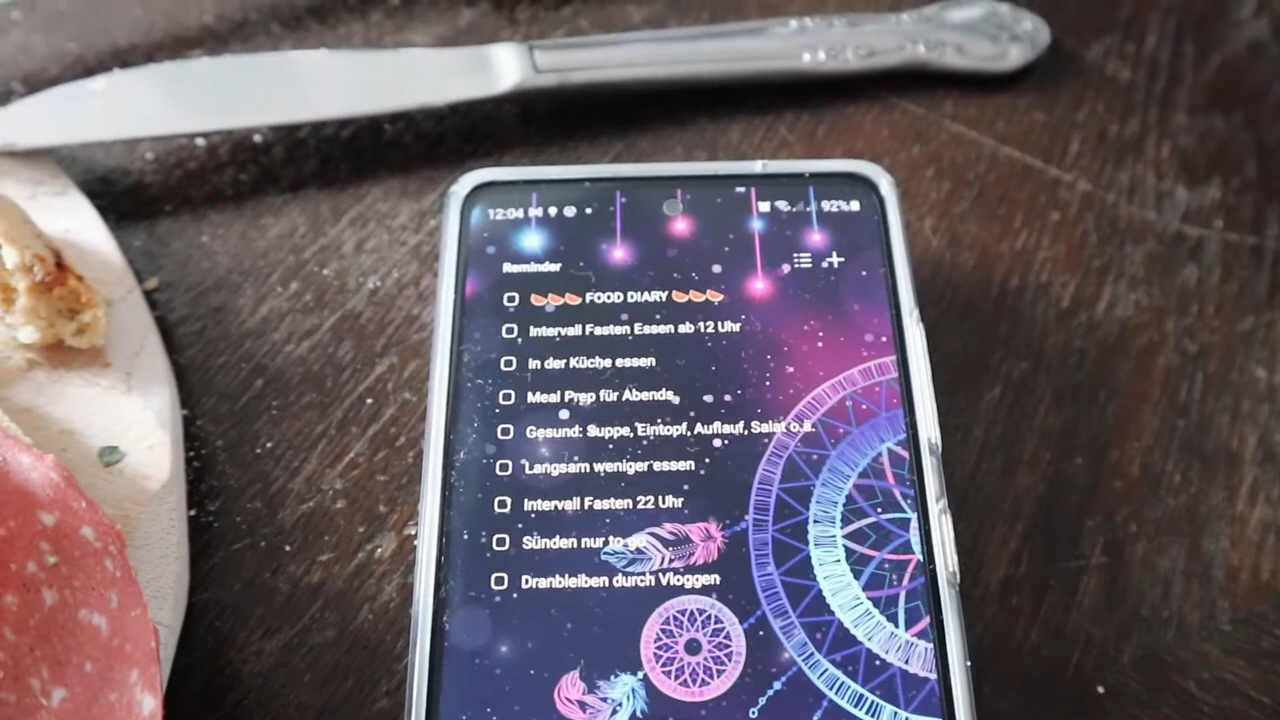 12:04
92%
Reminder
FOOD DIARY
Intervall Fasten Essen ab 12 Uhr
In der Küche essen
Meal Prep für Abends
Gesund: Suppe, Eintopf, Auflauf, Salat o.ä.
Langsam weniger essen
Intervall Fasten 22 Uhr
Sünden nur to go
Dranbleiben durch Vloggen